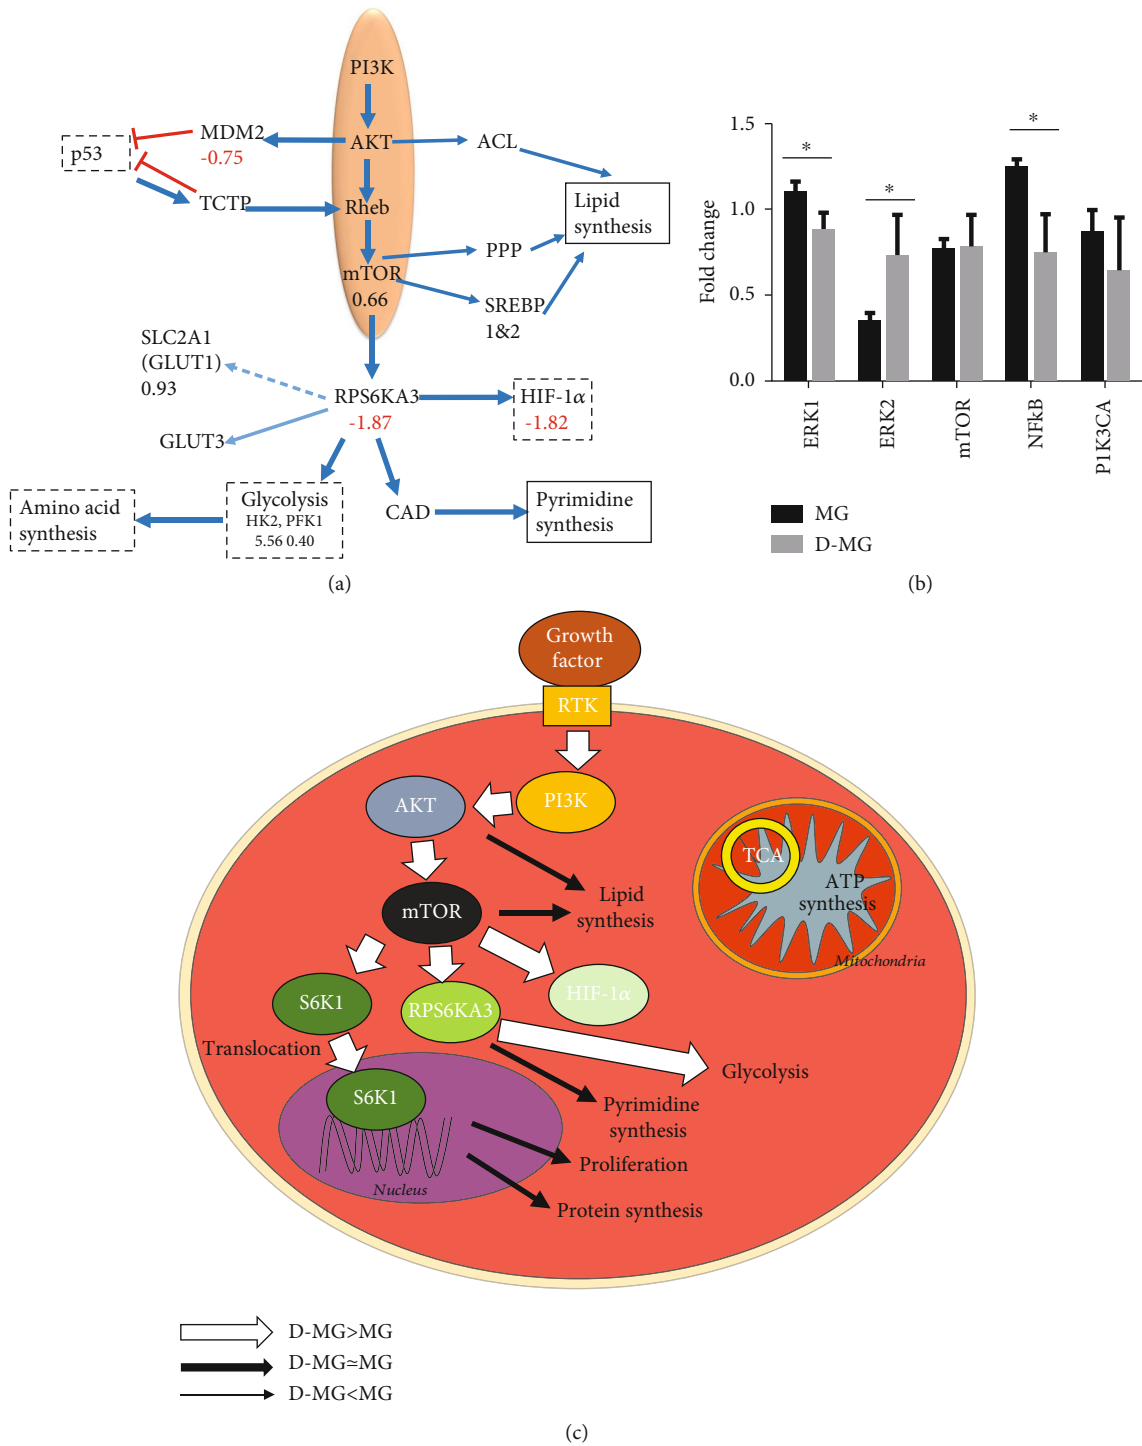 PI3K
AKT
Rheb
mTOR
0.66
MDM2
-0.75
p53
TCTP
ACL
Lipid
synthesis
PPP
SREBP
1&2
SLC2A1
(GLUT1)
0.93
RPS6KA3
-1.87
HIF-1α
-1.82
GLUT3
Amino acid
synthesis
Glycolysis
HK2, PFK1
5.56 0.40
CAD
Pyrimidine
synthesis
(a)
Fold change
1.5
1.0
0.5
0.0
*
*
*
ERK1
ERK2
mTOR
NFkB
P1K3CA
MG
D-MG
(b)
Growth
factor
RTK
PI3K
AKT
mTOR
Lipid
synthesis
TCA
ATP
synthesis
Mitochondria
S6K1
RPS6KA3
HIF-1α
Translocation
Glycolysis
S6K1
Pyrimidine
synthesis
Proliferation
Nucleus
Protein synthesis
D-MG>MG
D-MG≃MG
D-MG<MG
(c)